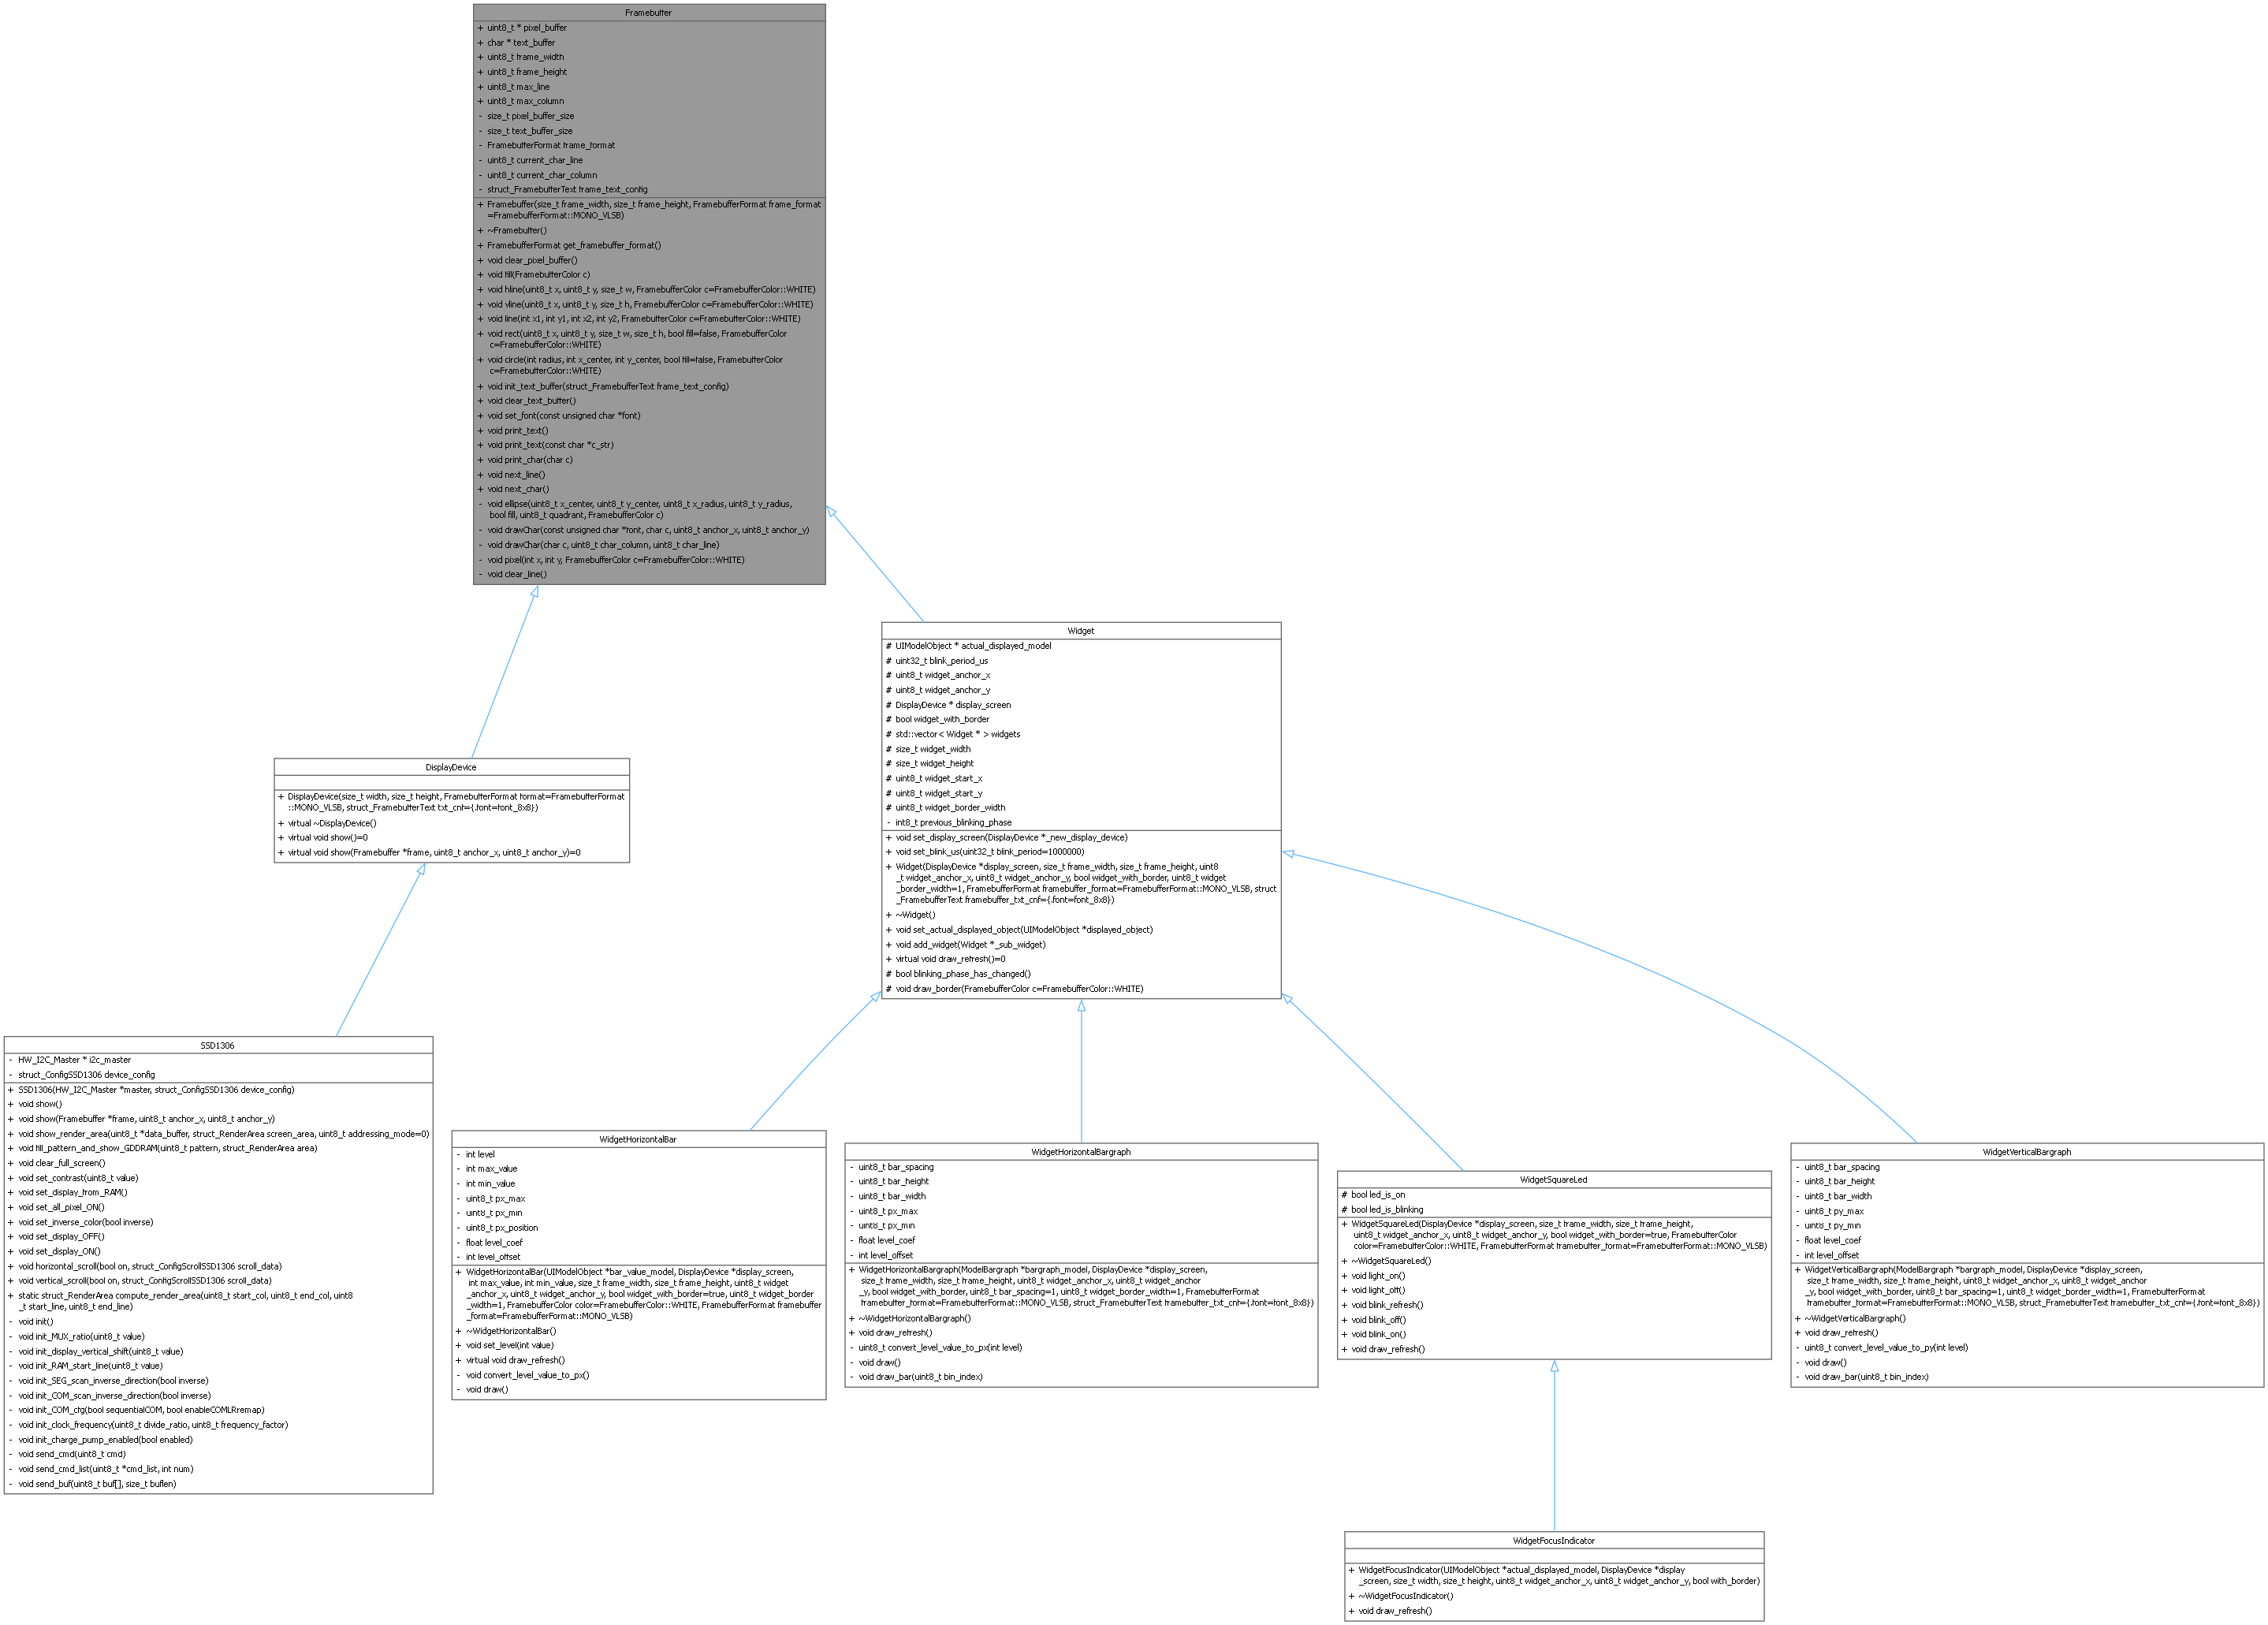 Framebuffer
+ uint8_t * pixel_buffer
+ char * text_buffer
+ uint8_t frame_width
+ uint8_t frame_height
+ uint8_t max_line
+ uint8_t max_column
- size_t pixel_buffer_size
- size_t text_buffer_size
- FramebufferFormat frame_format
- uint8_t current_char_line
- uint8_t current_char_column
- struct_FramebufferText frame_text_config
+ Framebuffer(size_t frame_width, size_t frame_height, FramebufferFormat frame_format
=FramebufferFormat::MONO_VLSB)
+ ~Framebuffer()
+ FramebufferFormat get_framebuffer_format()
+ void clear_pixel_buffer()
+ void fill(FramebufferColor c)
+ void hline(uint8_t x, uint8_t y, size_t w, FramebufferColor c=FramebufferColor::WHITE)
+ void vline(uint8_t x, uint8_t y, size_t h, FramebufferColor c=FramebufferColor::WHITE)
+ void line(int x1, int y1, int x2, int y2, FramebufferColor c=FramebufferColor::WHITE)
+ void rect(uint8_t x, uint8_t y, size_t w, size_t h, bool fill=false, FramebufferColor
c=FramebufferColor::WHITE)
+ void circle(int radius, int x_center, int y_center, bool fill=false, FramebufferColor
c=FramebufferColor::WHITE)
+ void init_text_buffer(struct_FramebufferText frame_text_config)
+ void clear_text_buffer()
+ void set_font(const unsigned char *font)
+ void print_text()
+ void print_text(const char *c_str)
+ void print_char(char c)
+ void next_line()
+ void next_char()
- void ellipse(uint8_t x_center, uint8_t y_center, uint8_t x_radius, uint8_t y_radius,
bool fill, uint8_t quadrant, FramebufferColor c)
- void drawChar(const unsigned char *font, char c, uint8_t anchor_x, uint8_t anchor_y)
- void drawChar(char c, uint8_t char_column, uint8_t char_line)
- void pixel(int x, int y, FramebufferColor c=FramebufferColor::WHITE)
- void clear_line()
Widget
# UIModelObject * actual_displayed_model
# uint32_t blink_period_us
# uint8_t widget_anchor_x
# uint8_t widget_anchor_y
# DisplayDevice * display_screen
# bool widget_with_border
# std::vector< Widget * > widgets
# size_t widget_width
# size_t widget_height
# uint8_t widget_start_x
# uint8_t widget_start_y
# uint8_t widget_border_width
- int8_t previous_blinking_phase
+ void set_display_screen(DisplayDevice *_new_display_device)
+ void set_blink_us(uint32_t blink_period=1000000)
+ Widget(DisplayDevice *display_screen, size_t frame_width, size_t frame_height, uint8
_t widget_anchor_x, uint8_t widget_anchor_y, bool widget_with_border, uint8_t widget
_border_width=1, FramebufferFormat framebuffer_format=FramebufferFormat::MONO_VLSB, struct
_FramebufferText framebuffer_txt_cnf={.font=font_8x8})
+ ~Widget()
+ void set_actual_displayed_object(UIModelObject *displayed_object)
+ void add_widget(Widget *_sub_widget)
+ virtual void draw_refresh()=0
# bool blinking_phase_has_changed()
# void draw_border(FramebufferColor c=FramebufferColor::WHITE)
DisplayDevice
+ DisplayDevice(size_t width, size_t height, FramebufferFormat format=FramebufferFormat
::MONO_VLSB, struct_FramebufferText txt_cnf={.font=font_8x8})
+ virtual ~DisplayDevice()
+ virtual void show()=0
+ virtual void show(Framebuffer *frame, uint8_t anchor_x, uint8_t anchor_y)=0
SSD1306
- HW_I2C_Master * i2c_master
- struct_ConfigSSD1306 device_config
+ SSD1306(HW_I2C_Master *master, struct_ConfigSSD1306 device_config)
+ void show()
+ void show(Framebuffer *frame, uint8_t anchor_x, uint8_t anchor_y)
+ void show_render_area(uint8_t *data_buffer, struct_RenderArea screen_area, uint8_t addressing_mode=0)
+ void fill_pattern_and_show_GDDRAM(uint8_t pattern, struct_RenderArea area)
+ void clear_full_screen()
+ void set_contrast(uint8_t value)
+ void set_display_from_RAM()
+ void set_all_pixel_ON()
+ void set_inverse_color(bool inverse)
+ void set_display_OFF()
+ void set_display_ON()
+ void horizontal_scroll(bool on, struct_ConfigScrollSSD1306 scroll_data)
+ void vertical_scroll(bool on, struct_ConfigScrollSSD1306 scroll_data)
+ static struct_RenderArea compute_render_area(uint8_t start_col, uint8_t end_col, uint8
_t start_line, uint8_t end_line)
- void init()
- void init_MUX_ratio(uint8_t value)
- void init_display_vertical_shift(uint8_t value)
- void init_RAM_start_line(uint8_t value)
- void init_SEG_scan_inverse_direction(bool inverse)
- void init_COM_scan_inverse_direction(bool inverse)
- void init_COM_cfg(bool sequentialCOM, bool enableCOMLRremap)
- void init_clock_frequency(uint8_t divide_ratio, uint8_t frequency_factor)
- void init_charge_pump_enabled(bool enabled)
- void send_cmd(uint8_t cmd)
- void send_cmd_list(uint8_t *cmd_list, int num)
- void send_buf(uint8_t buf[], size_t buflen)
WidgetHorizontalBar
- int level
- int max_value
- int min_value
- uint8_t px_max
- uint8_t px_min
- uint8_t px_position
- float level_coef
- int level_offset
+ WidgetHorizontalBar(UIModelObject *bar_value_model, DisplayDevice *display_screen,
int max_value, int min_value, size_t frame_width, size_t frame_height, uint8_t widget
_anchor_x, uint8_t widget_anchor_y, bool widget_with_border=true, uint8_t widget_border
_width=1, FramebufferColor color=FramebufferColor::WHITE, FramebufferFormat framebuffer
_format=FramebufferFormat::MONO_VLSB)
+ ~WidgetHorizontalBar()
+ void set_level(int value)
+ virtual void draw_refresh()
- void convert_level_value_to_px()
- void draw()
WidgetHorizontalBargraph
- uint8_t bar_spacing
- uint8_t bar_height
- uint8_t bar_width
- uint8_t px_max
- uint8_t px_min
- float level_coef
- int level_offset
+ WidgetHorizontalBargraph(ModelBargraph *bargraph_model, DisplayDevice *display_screen,
size_t frame_width, size_t frame_height, uint8_t widget_anchor_x, uint8_t widget_anchor
_y, bool widget_with_border, uint8_t bar_spacing=1, uint8_t widget_border_width=1, FramebufferFormat
framebuffer_format=FramebufferFormat::MONO_VLSB, struct_FramebufferText framebuffer_txt_cnf={.font=font_8x8})
+ ~WidgetHorizontalBargraph()
+ void draw_refresh()
- uint8_t convert_level_value_to_px(int level)
- void draw()
- void draw_bar(uint8_t bin_index)
WidgetSquareLed
# bool led_is_on
# bool led_is_blinking
+ WidgetSquareLed(DisplayDevice *display_screen, size_t frame_width, size_t frame_height,
uint8_t widget_anchor_x, uint8_t widget_anchor_y, bool widget_with_border=true, FramebufferColor
color=FramebufferColor::WHITE, FramebufferFormat framebuffer_format=FramebufferFormat::MONO_VLSB)
+ ~WidgetSquareLed()
+ void light_on()
+ void light_off()
+ void blink_refresh()
+ void blink_off()
+ void blink_on()
+ void draw_refresh()
WidgetVerticalBargraph
- uint8_t bar_spacing
- uint8_t bar_height
- uint8_t bar_width
- uint8_t py_max
- uint8_t py_min
- float level_coef
- int level_offset
+ WidgetVerticalBargraph(ModelBargraph *bargraph_model, DisplayDevice *display_screen,
size_t frame_width, size_t frame_height, uint8_t widget_anchor_x, uint8_t widget_anchor
_y, bool widget_with_border, uint8_t bar_spacing=1, uint8_t widget_border_width=1, FramebufferFormat
framebuffer_format=FramebufferFormat::MONO_VLSB, struct_FramebufferText framebuffer_txt_cnf={.font=font_8x8})
+ ~WidgetVerticalBargraph()
+ void draw_refresh()
- uint8_t convert_level_value_to_py(int level)
- void draw()
- void draw_bar(uint8_t bin_index)
WidgetFocusIndicator
+ WidgetFocusIndicator(UIModelObject *actual_displayed_model, DisplayDevice *display
_screen, size_t width, size_t height, uint8_t widget_anchor_x, uint8_t widget_anchor_y, bool with_border)
+ ~WidgetFocusIndicator()
+ void draw_refresh()